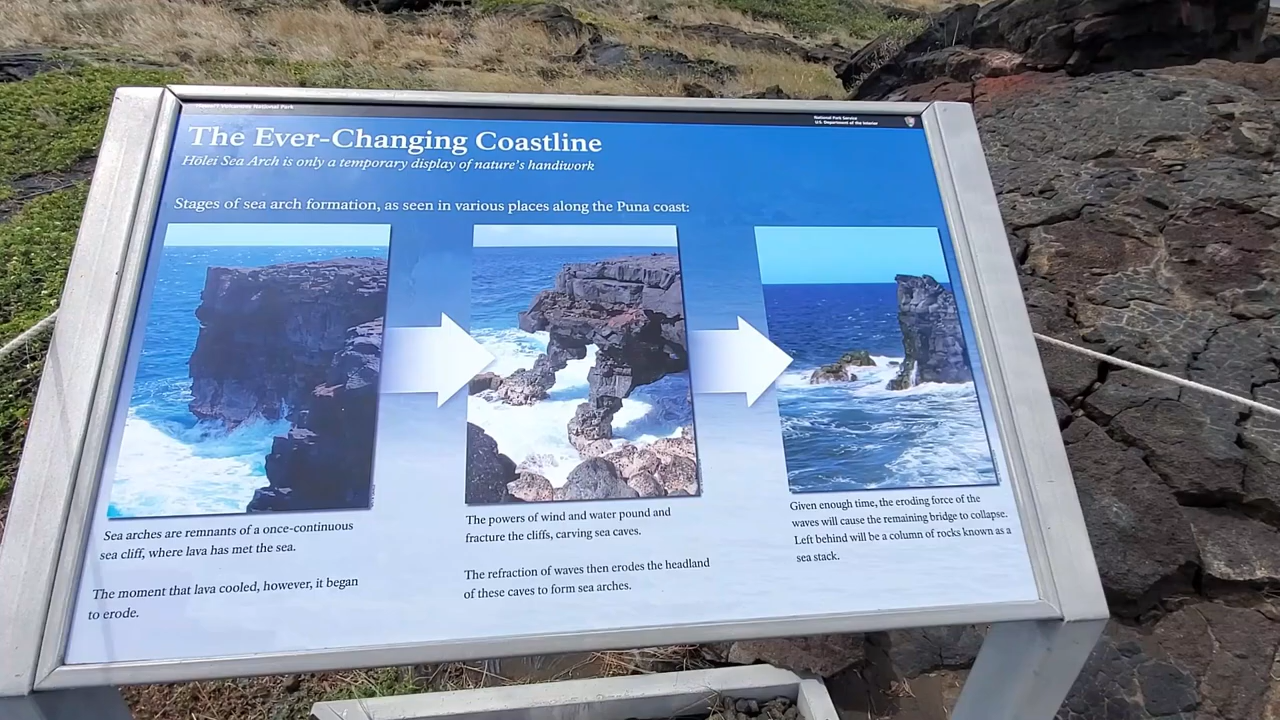 Hawai'i Volcanoes National Park
National Park Service
U.S. Department of the Interior
The Ever-Changing Coastline
Hōlei Sea Arch is only a temporary display of nature's handiwork
Stages of sea arch formation, as seen in various places along the Puna coast:
Sea arches are remnants of a once-continuous
sea cliff, where lava has met the sea.
The moment that lava cooled, however, it began
to erode.
The powers of wind and water pound and
fracture the cliffs, carving sea caves.
The refraction of waves then erodes the headland
of these caves to form sea arches.
Given enough time, the eroding force of the
waves will cause the remaining bridge to collapse.
Left behind will be a column of rocks known as a
sea stack.